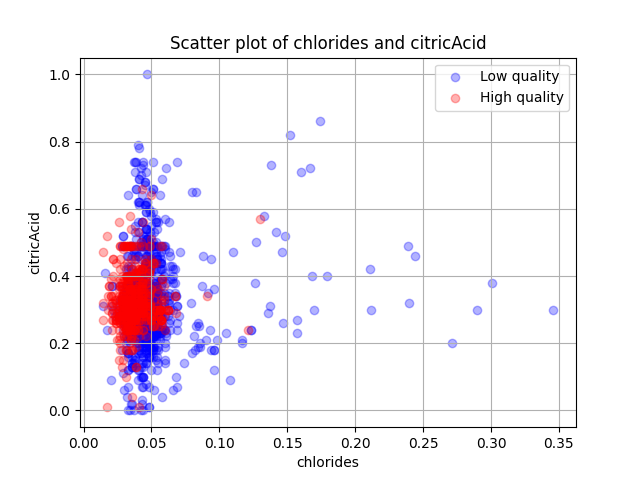 Scatter plot of chlorides and citricAcid
Low quality
High quality
1.0
0.8
0.6
0.4
0.2
0.0
citricAcid
0.00 0.05 0.10 0.15 0.20 0.25 0.30 0.35
chlorides